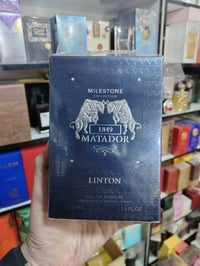 MILESTONE
COLLECTION
1849
MATADOR
LINTON
EAU DE PARFUM